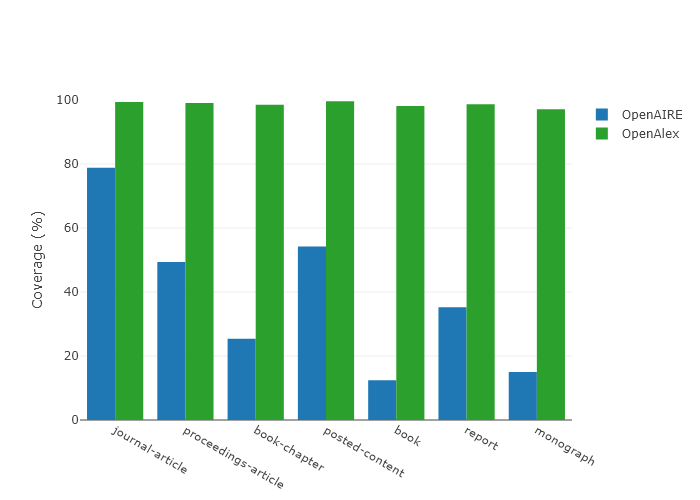 100
80
60
40
20
0
Coverage (%)
journal-article
proceedings-article
book-chapter
posted-content
book
report
monograph
OpenAIRE
OpenAlex